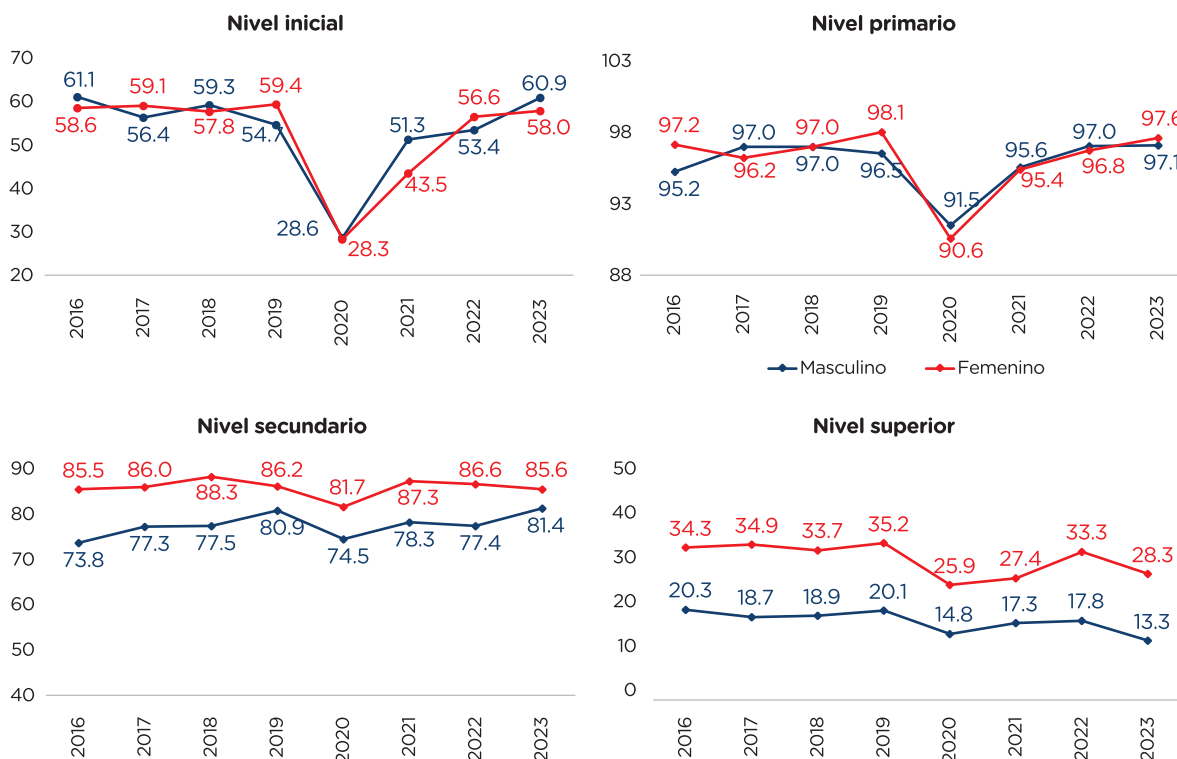 Nivel inicial
70
60
50
40
30
20
61.1 59.1 59.3 59.4 51.3 56.6 60.9
58.6 56.4 57.8 54.7 28.6 28.3 43.5 53.4 58.0
2016 2017 2018 2019 2020 2021 2022 2023
Nivel primario
103
98
93
88
97.2 97.0 97.0 98.1 91.5 95.6 97.0 97.6
95.2 96.2 97.0 96.5 90.6 95.4 96.8 97.1
2016 2017 2018 2019 2020 2021 2022 2023
Masculino Femenino
Nivel secundario
90
80
70
60
50
40
85.5 86.0 88.3 86.2 81.7 87.3 86.6 85.6
73.8 77.3 77.5 80.9 74.5 78.3 77.4 81.4
2016 2017 2018 2019 2020 2021 2022 2023
Nivel superior
50
40
30
20
10
0
34.3 34.9 33.7 35.2 25.9 27.4 33.3 28.3
20.3 18.7 18.9 20.1 14.8 17.3 17.8 13.3
2016 2017 2018 2019 2020 2021 2022 2023